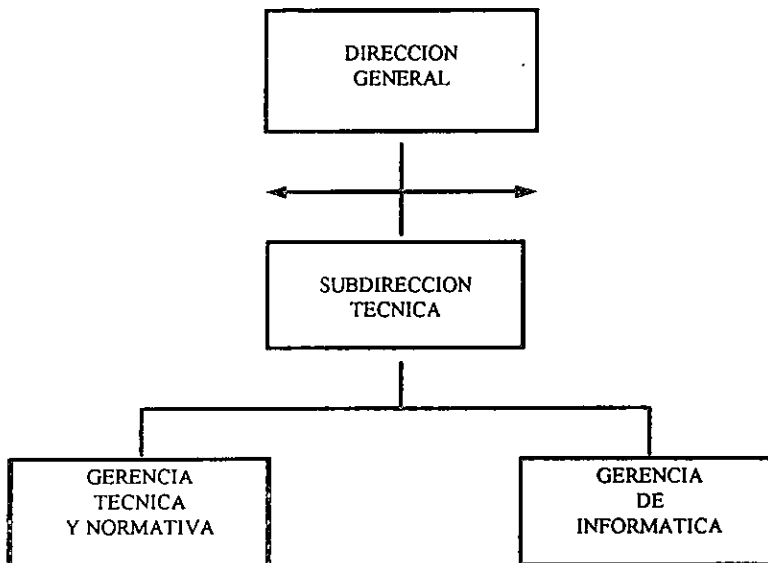 DIRECCION
GENERAL
SUBDIRECCION
TECNICA
GERENCIA
TECNICA
Y NORMATIVA
GERENCIA
DE
INFORMATICA